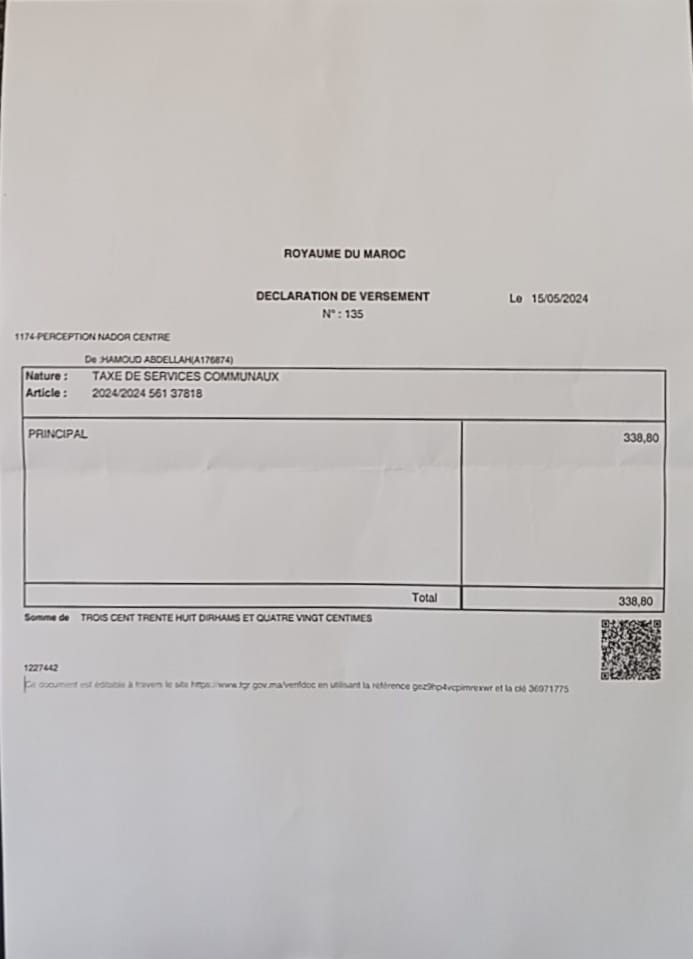 ROYAUME DU MAROC
DECLARATION DE VERSEMENT Le 15/05/2024
N° : 135
1174-PERCEPTION NADOR CENTRE
De :HAMOUD ABDELLAH(A176874)
Nature : TAXE DE SERVICES COMMUNAUX
Article : 2024/2024 561 37818
PRINCIPAL 338,80
Total 338,80
Somme de TROIS CENT TRENTE HUIT DIRHAMS ET QUATRE VINGT CENTIMES
1227442
Ce document est éditable à travers le site https://www.tgr.gov.ma/verifdoc en utilisant la référence gez9hp4vcpimrexwr et la clé 36971775